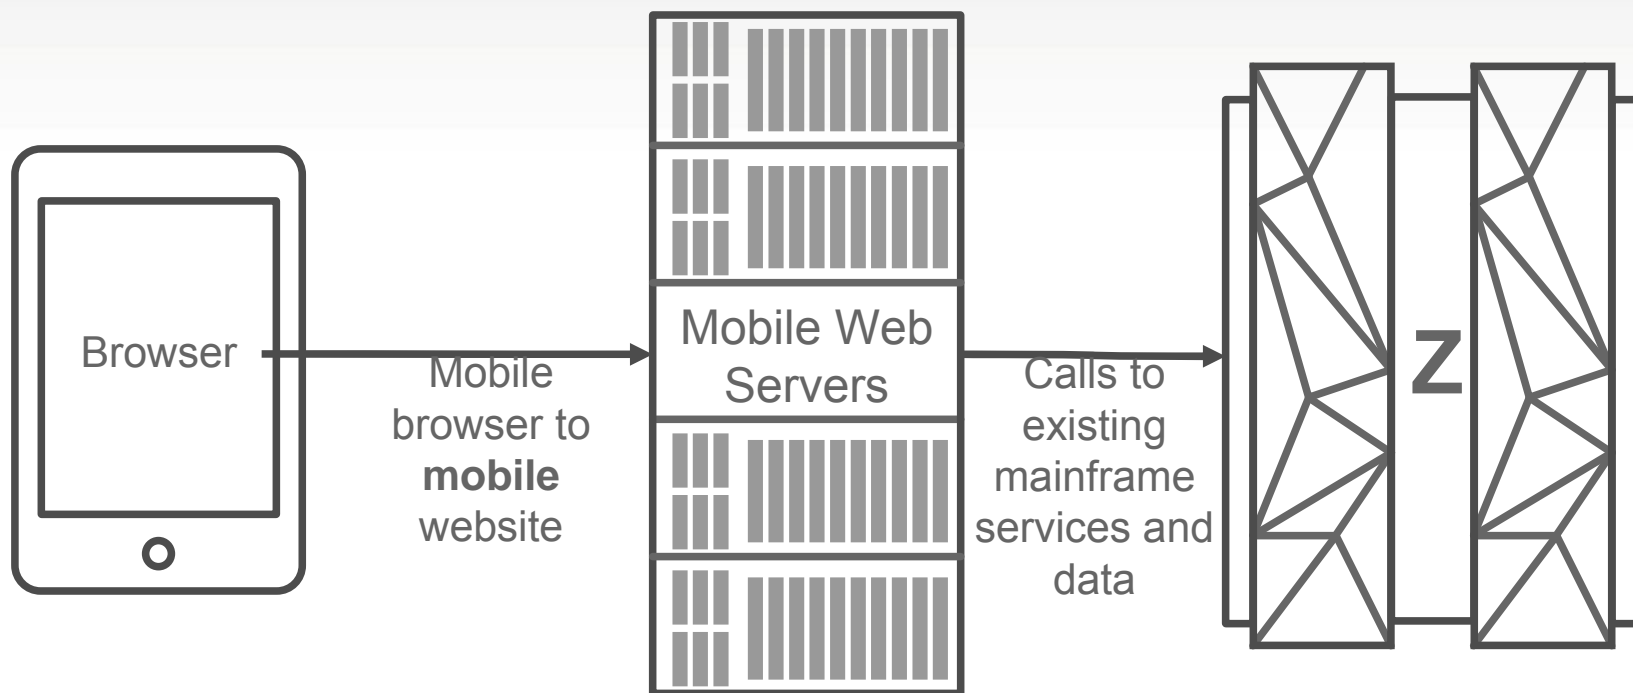 Browser
Mobile
browser to
mobile
website
Mobile Web
Servers
Calls to
existing
mainframe
services and
data
Z